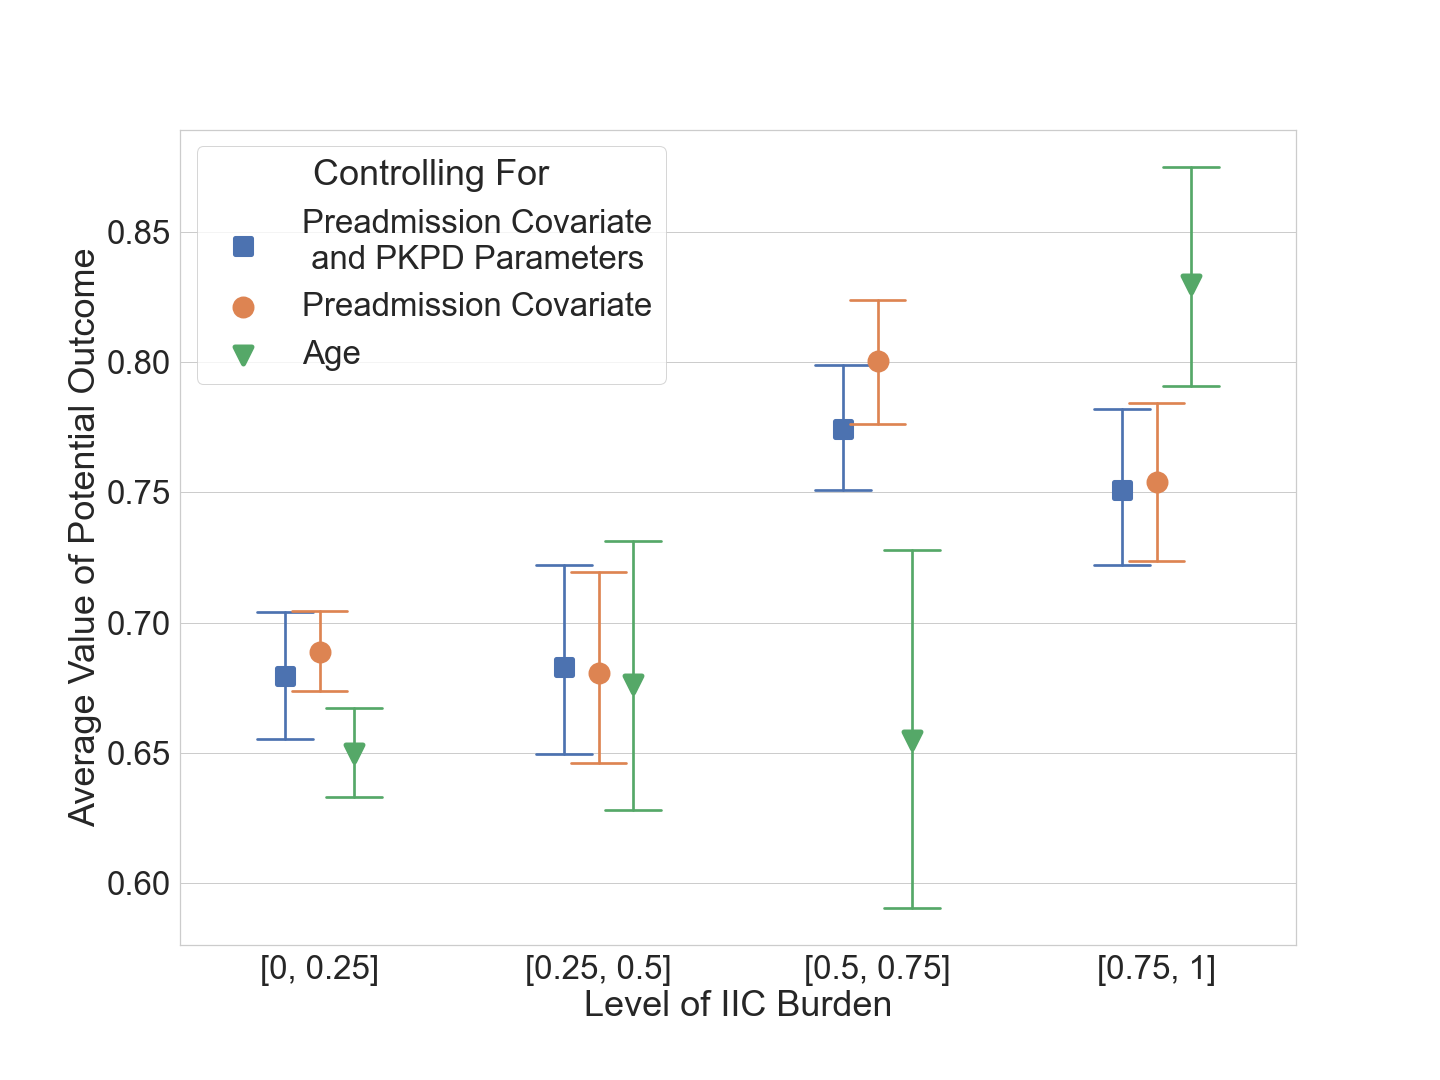 Controlling For
Preadmission Covariate
and PKPD Parameters
Preadmission Covariate
Age
Average Value of Potential Outcome
0.85
0.80
0.75
0.70
0.65
0.60
[0, 0.25]
[0.25, 0.5]
[0.5, 0.75]
[0.75, 1]
Level of IIC Burden